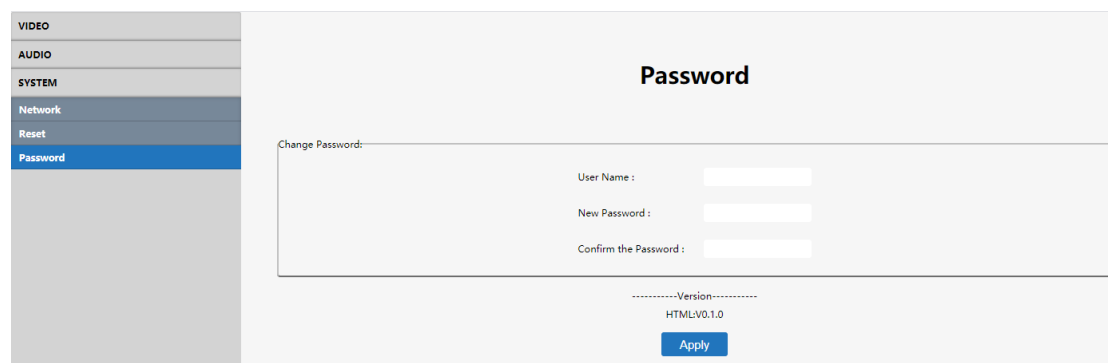 VIDEO
AUDIO
SYSTEM
Network
Reset
Password
Password
Change Password:
User Name :
New Password :
Confirm the Password :
-----------Version-----------
HTML:V0.1.0
Apply